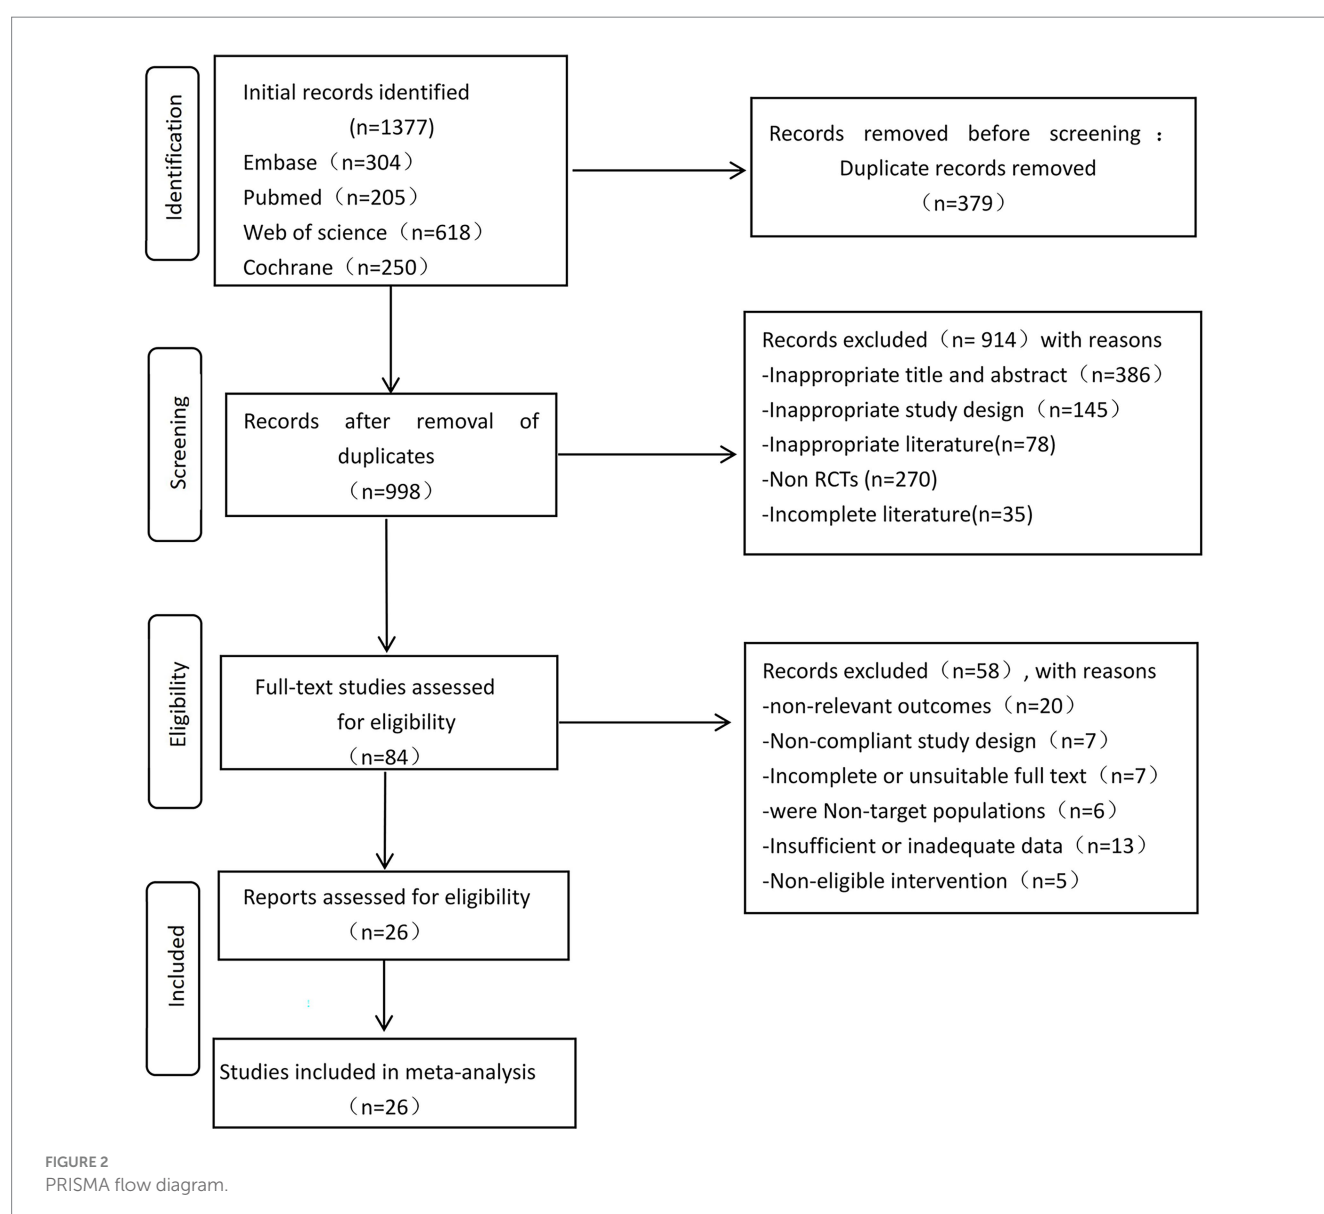 Identification
Initial records identified
(n=1377)
Embase（n=304）
Pubmed（n=205）
Web of science（n=618）
Cochrane（n=250）
Records removed before screening：
Duplicate records removed
（n=379）
Screening
Records after removal of
duplicates
（n=998）
Records excluded（n= 914）with reasons
-Inappropriate title and abstract（n=386）
-Inappropriate study design（n=145）
-Inappropriate literature(n=78)
-Non RCTs (n=270)
-Incomplete literature(n=35)
Eligibility
Full-text studies assessed
for eligibility
（n=84）
Records excluded（n=58）, with reasons
-non-relevant outcomes（n=20）
-Non-compliant study design（n=7）
-Incomplete or unsuitable full text（n=7）
-were Non-target populations（n=6）
-Insufficient or inadequate data（n=13）
-Non-eligible intervention（n=5）
Included
Reports assessed for eligibility
（n=26）
Studies included in meta-analysis
（n=26）
FIGURE 2
PRISMA flow diagram.